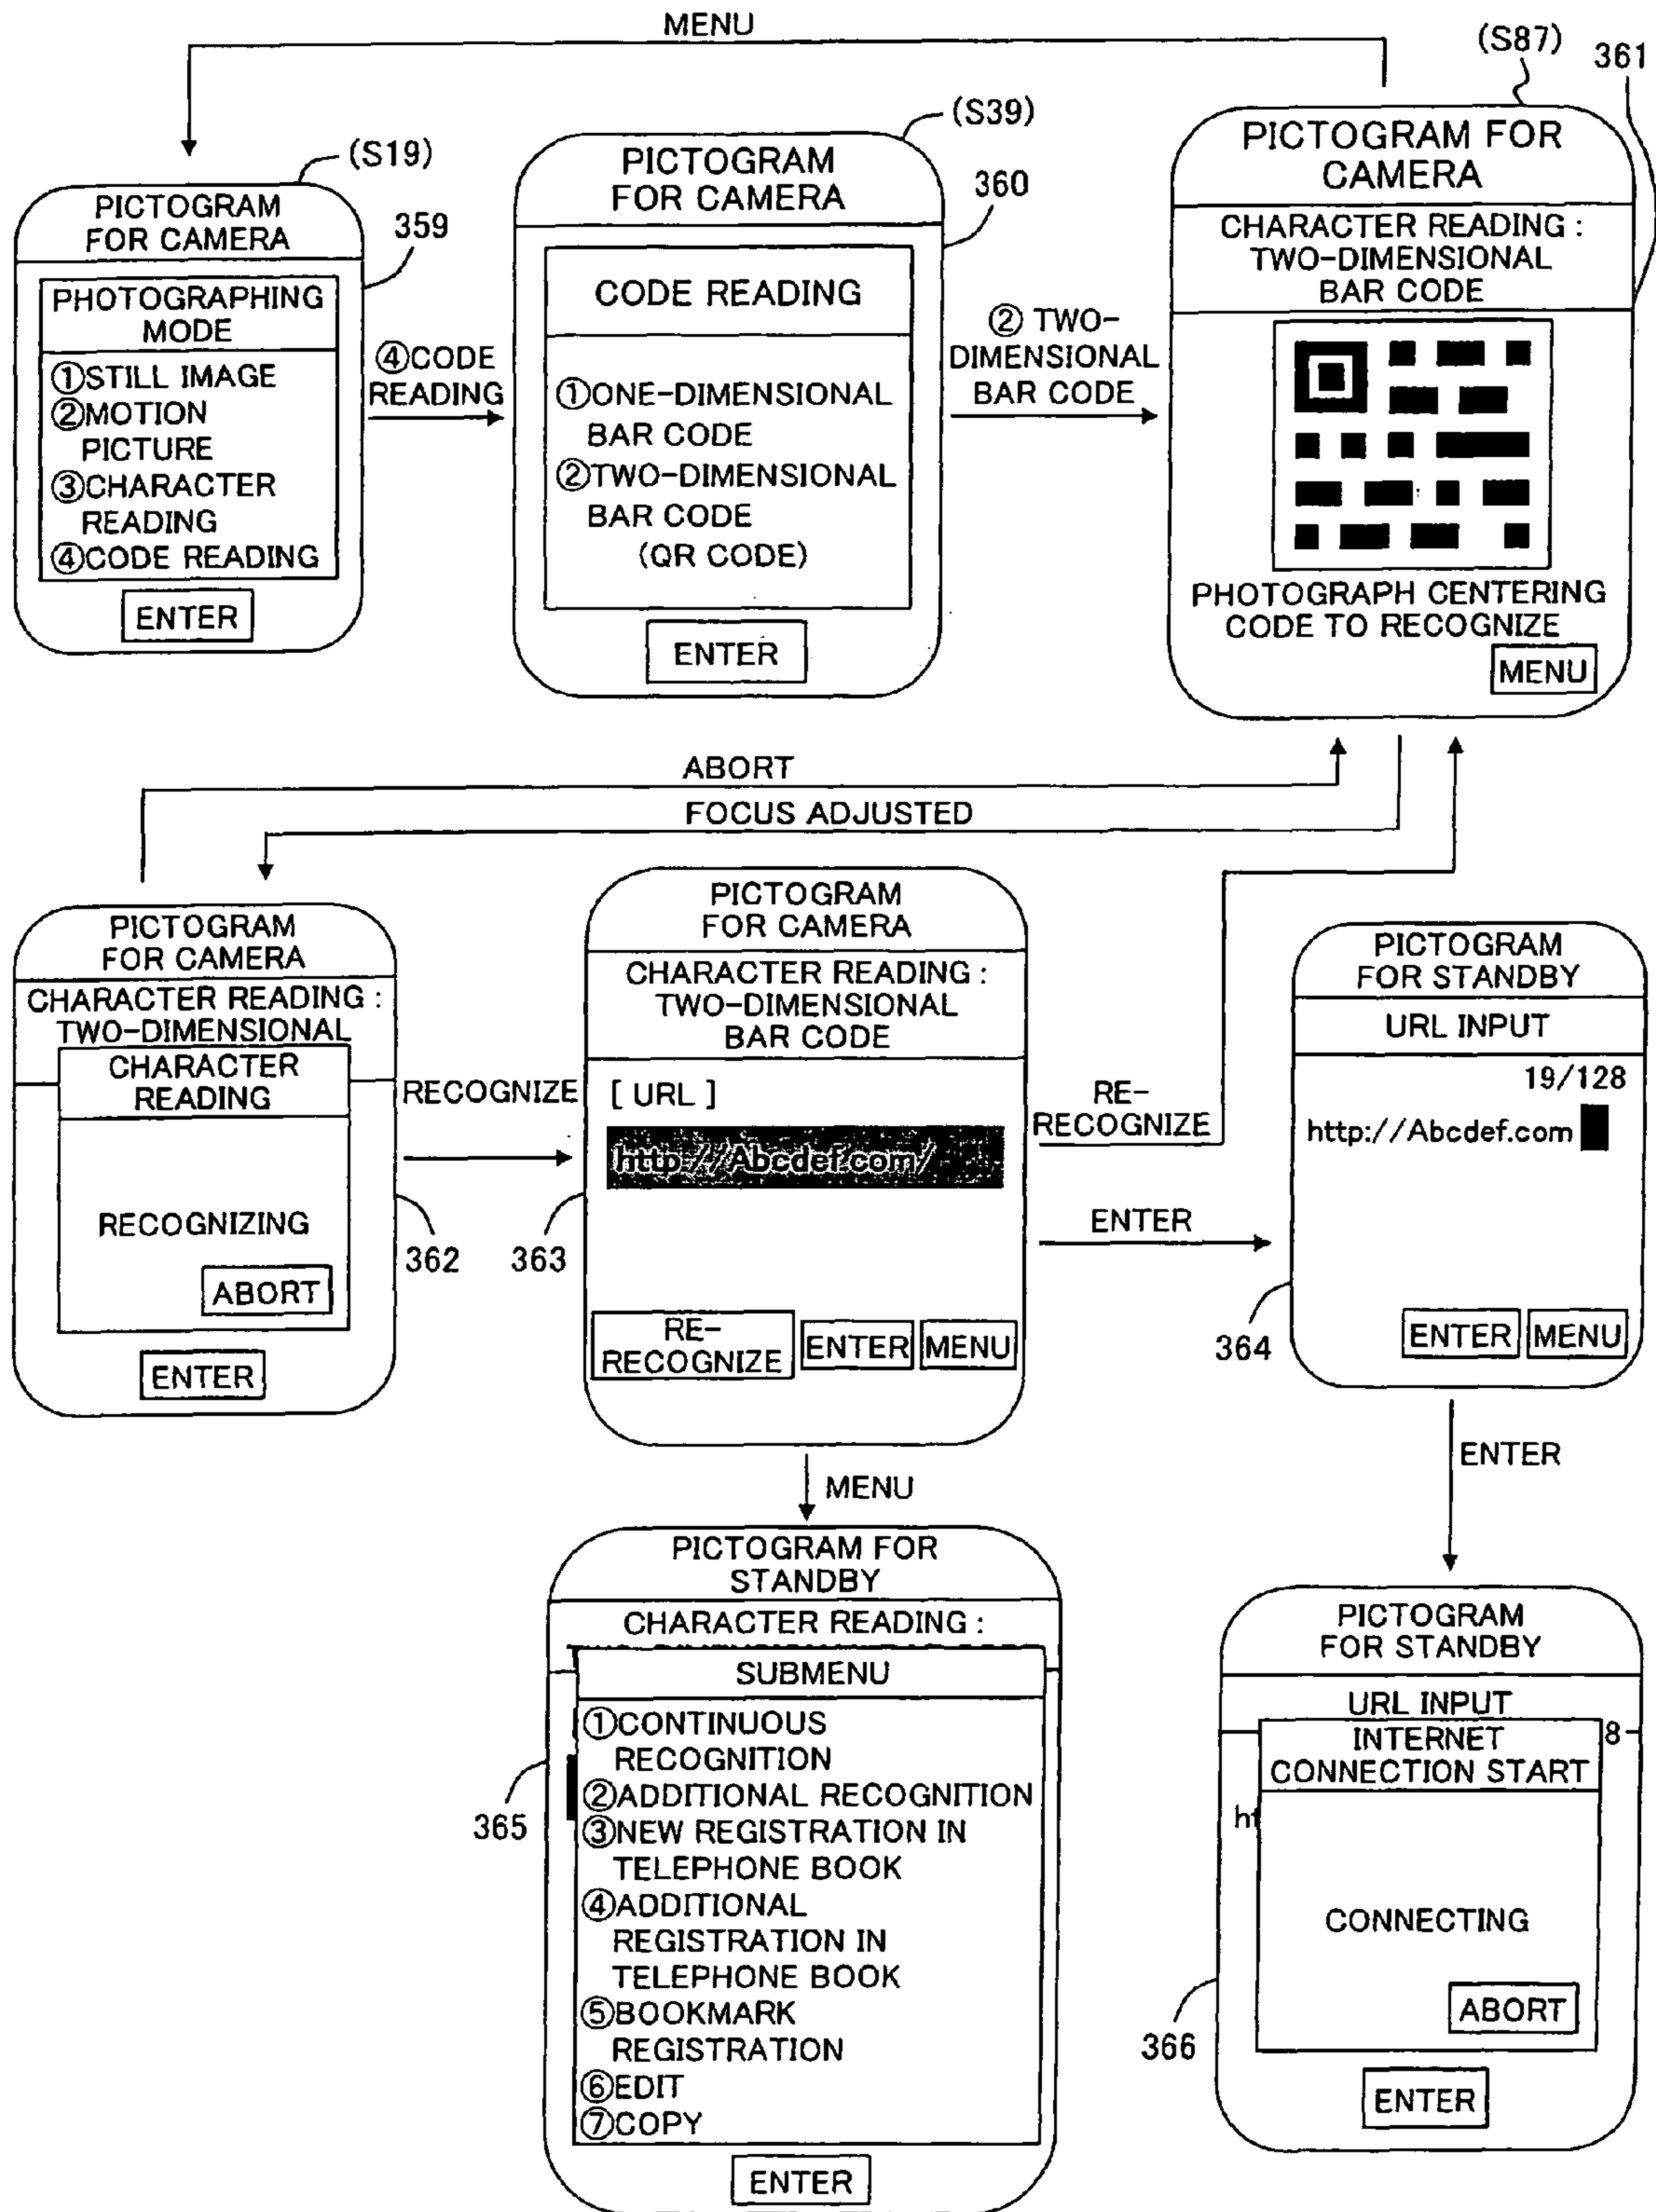 MENU
(S19)
PICTOGRAM
FOR CAMERA
359
PHOTOGRAPHING
MODE
①STILL IMAGE
②MOTION
PICTURE
③CHARACTER
READING
④CODE READING
ENTER
④CODE
READING
(S39)
PICTOGRAM
FOR CAMERA
360
CODE READING
①ONE-DIMENSIONAL
BAR CODE
②TWO-DIMENSIONAL
BAR CODE
(QR CODE)
ENTER
② TWO-
DIMENSIONAL
BAR CODE
(S87)
361
PICTOGRAM FOR
CAMERA
CHARACTER READING :
TWO-DIMENSIONAL
BAR CODE
PHOTOGRAPH CENTERING
CODE TO RECOGNIZE
MENU
ABORT
FOCUS ADJUSTED
PICTOGRAM
FOR CAMERA
CHARACTER READING :
TWO-DIMENSIONAL
CHARACTER
READING
RECOGNIZING
ABORT
ENTER
362
RECOGNIZE
PICTOGRAM
FOR CAMERA
CHARACTER READING :
TWO-DIMENSIONAL
BAR CODE
[ URL ]
http://Abcdef.com/
363
RE-
RECOGNIZE
ENTER
MENU
RE-
RECOGNIZE
ENTER
PICTOGRAM
FOR STANDBY
URL INPUT
19/128
http://Abcdef.com
364
ENTER
MENU
MENU
ENTER
PICTOGRAM FOR
STANDBY
CHARACTER READING :
SUBMENU
①CONTINUOUS
RECOGNITION
②ADDITIONAL RECOGNITION
③NEW REGISTRATION IN
TELEPHONE BOOK
④ADDITIONAL
REGISTRATION IN
TELEPHONE BOOK
⑤BOOKMARK
REGISTRATION
⑥EDIT
⑦COPY
ENTER
365
PICTOGRAM
FOR STANDBY
URL INPUT
8
INTERNET
CONNECTION START
ht
CONNECTING
ABORT
366
ENTER